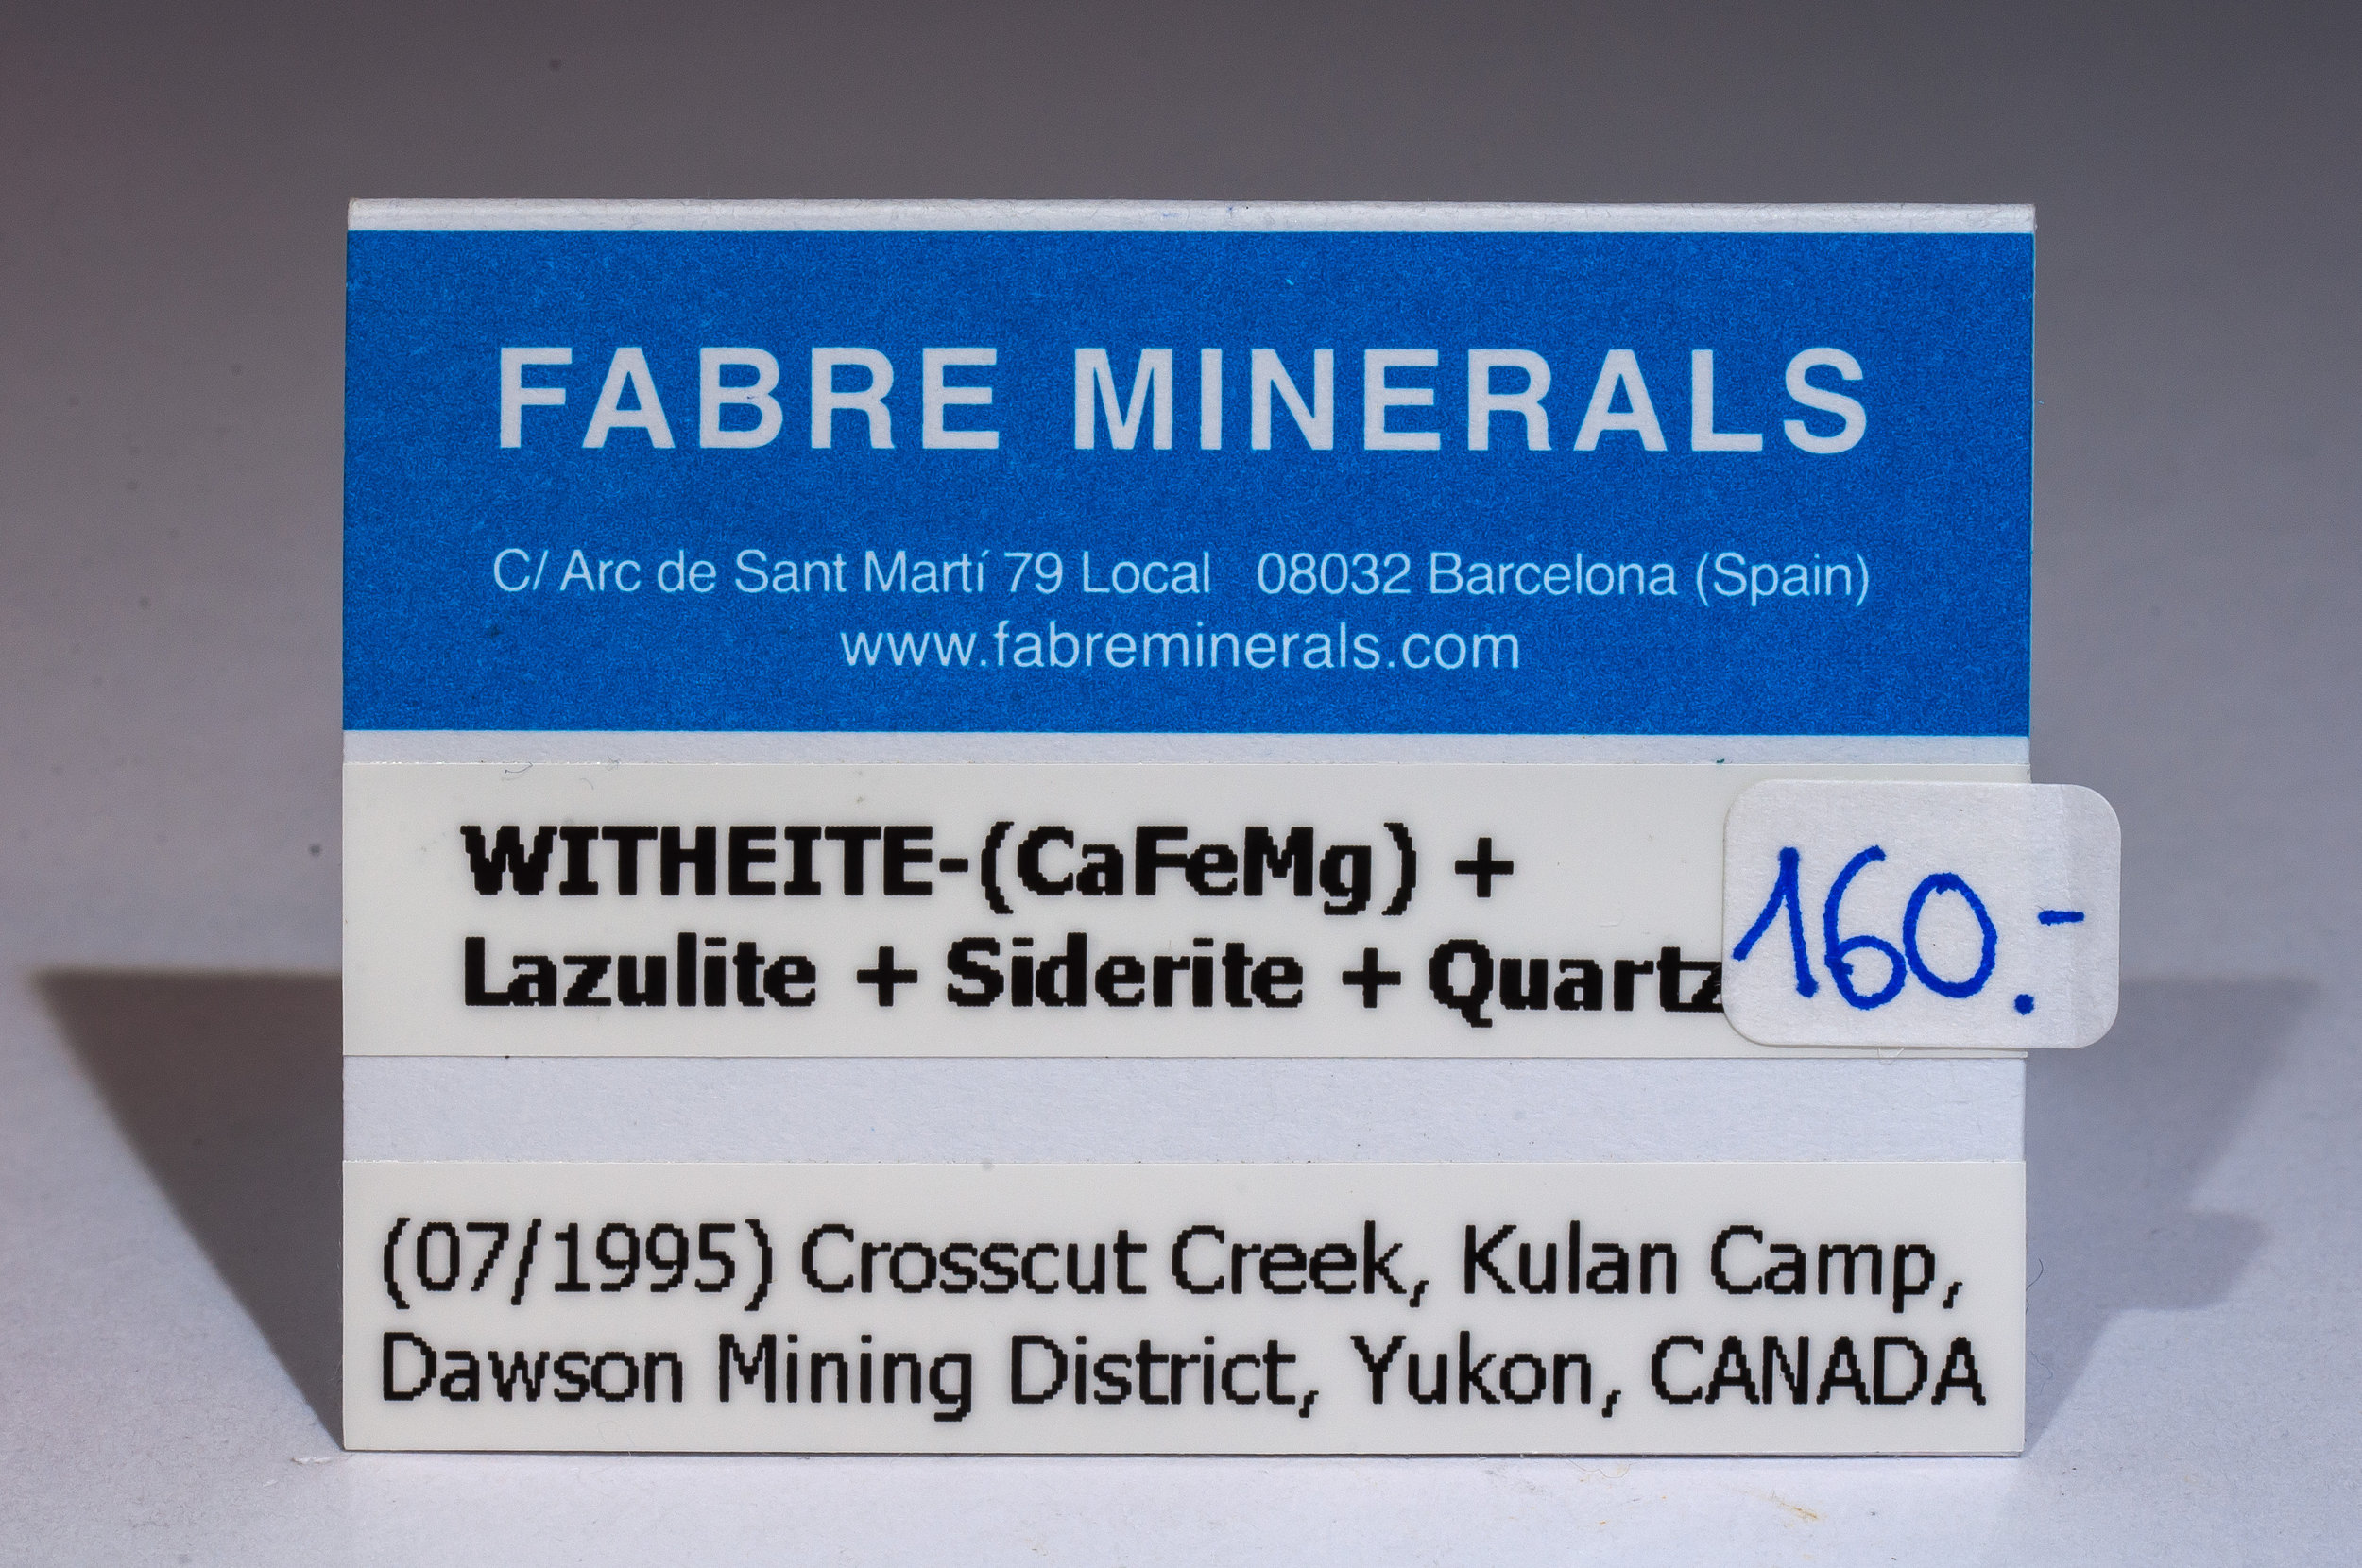 FABRE MINERALS
C/ Arc de Sant Martí 79 Local 08032 Barcelona (Spain)
www.fabreminerals.com
WITHEITE-(CaFeMg) +
Lazulite + Siderite + Quartz
160.-
(07/1995) Crosscut Creek, Kulan Camp,
Dawson Mining District, Yukon, CANADA